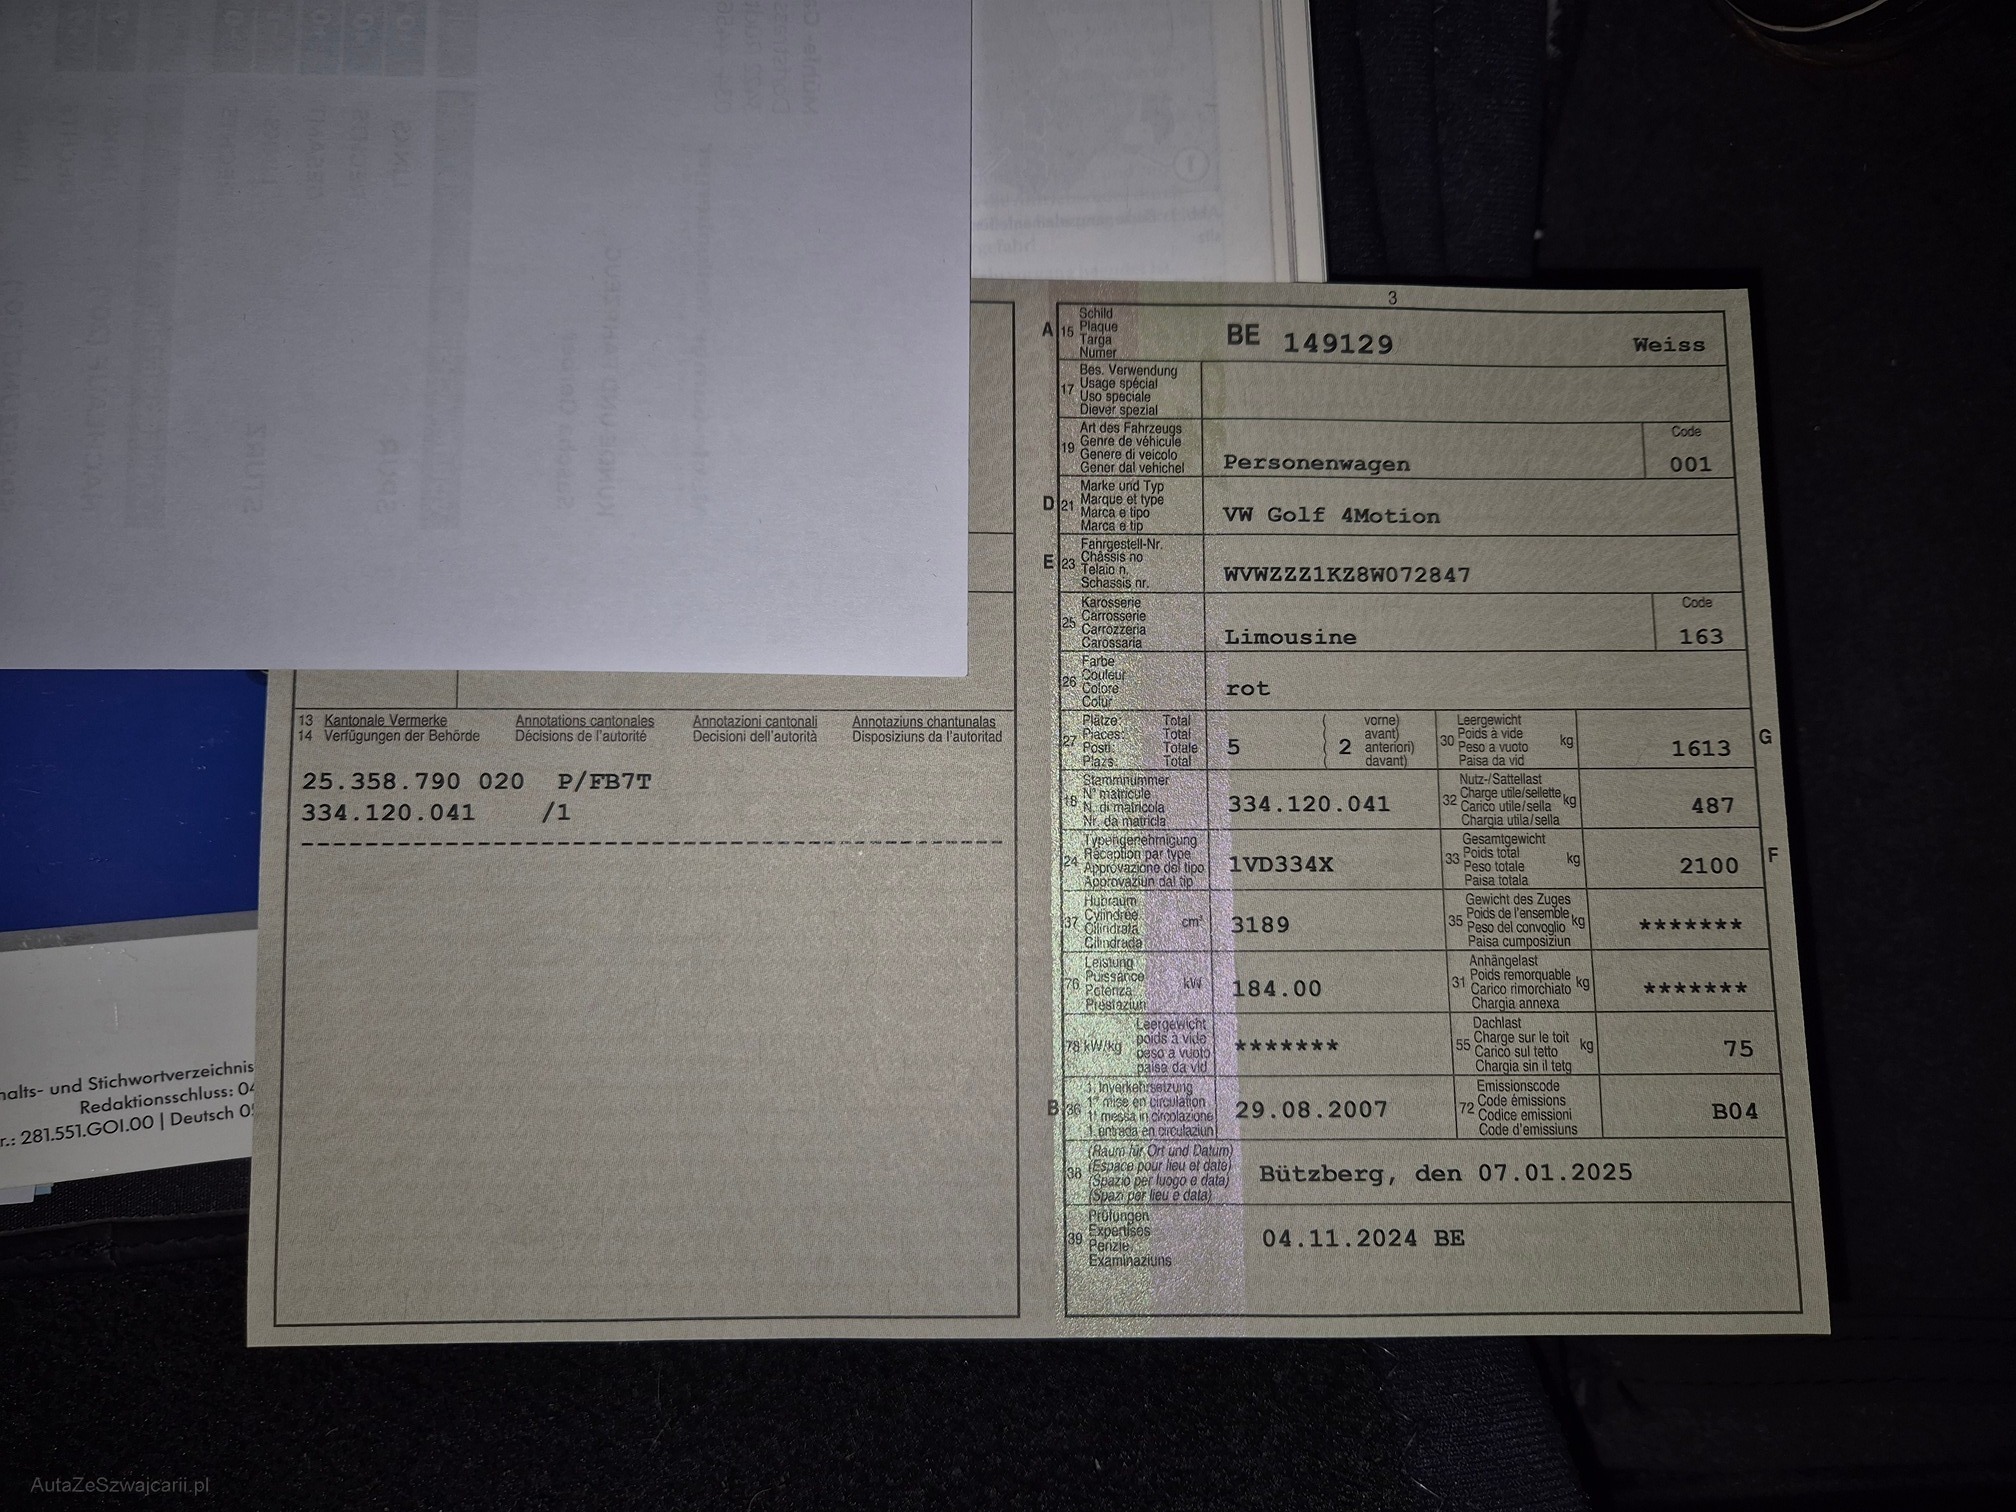 3
A 15 Schild
Plaque
Targa
Numer
BE 149129 Weiss
17 Bes. Verwendung
Usage spécial
Uso speciale
Diever spezial
19 Art des Fahrzeugs
Genre de véhicule
Genere di veicolo
Gener dal vehichel
Personenwagen
Code
001
D 21 Marke und Typ
Marque et type
Marca e tipo
Marca e tip
VW Golf 4Motion
E 23 Fahrgestell-Nr.
Châssis no
Telaio n.
Schassis nr.
WVWZZZ1KZ8W072847
25 Karosserie
Carrosserie
Carrozzeria
Carossaria
Limousine
Code
163
26 Farbe
Couleur
Colore
Colur
rot
27 Plätze: Total
Places: Total
Posti: Totale
Plazs: Total
5 ( 2 vorne)
avant)
anteriori)
davant)
30 Leergewicht
Poids à vide
Peso a vuoto
Paisa da vid
kg
1613
G
18 Stammnummer
N° matricule
N. di matricola
Nr. da matricla
334.120.041
32 Nutz-/Sattellast
Charge utile/sellette
Carico utile/sella
Chargia utila/sella
kg
487
24 Typengenehmigung
Réception par type
Approvazione del tipo
Approvaziun dal tip
1VD334X
33 Gesamtgewicht
Poids total
Peso totale
Paisa totala
kg
2100
F
37 Hubraum
Cylindrée
Cilindrata
Cilindrada
cm³
3189
35 Gewicht des Zuges
Poids de l'ensemble
Peso del convoglio
Paisa cumposiziun
kg
*******
76 Leistung
Puissance
Potenza
Prestaziun
kW
184.00
31 Anhängelast
Poids remorquable
Carico rimorchiato
Chargia annexa
kg
*******
78 kW/kg Leergewicht
poids à vide
peso a vuoto
paisa da vid
*******
55 Dachlast
Charge sur le toit
Carico sul tetto
Chargia sin il tetg
kg
75
B 36 1. Inverkehrsetzung
1re mise en circulation
1a messa in circolazione
1. entrada en circulaziun
29.08.2007
72 Emissionscode
Code émissions
Codice emissioni
Code d'emissiuns
B04
38 (Raum für Ort und Datum)
(Espace pour lieu et date)
(Spazio per luogo e data)
(Spazi per lieu e data)
Bützberg, den 07.01.2025
39 Prüfungen
Expertises
Perizie
Examinaziuns
04.11.2024 BE
13 Kantonale Vermerke Annotations cantonales Annotazioni cantonali Annotaziuns chantunalas
14 Verfügungen der Behörde Décisions de l'autorité Decisioni dell'autorità Disposiziuns da l'autoritad
25.358.790 020 P/FB7T
334.120.041 /1
halts- und Stichwortverzeichnis
Redaktionsschluss: 04
r.: 281.551.GOI.00 | Deutsch 0
AutaZeSzwajcarii.pl